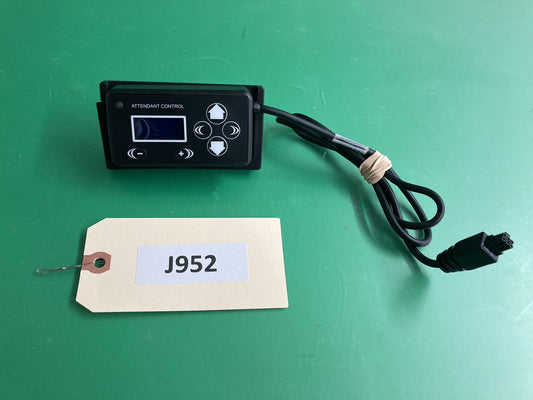 ATTENDANT CONTROL
-
+
J952